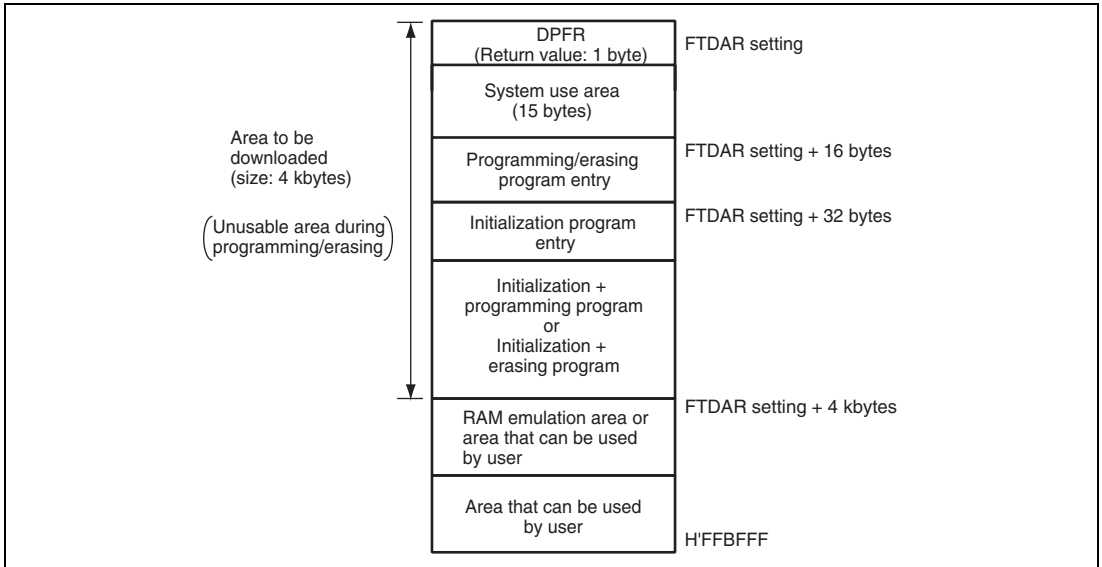 DPFR
(Return value: 1 byte)
FTDAR setting
System use area
(15 bytes)
Area to be
downloaded
(size: 4 kbytes)
(Unusable area during
programming/erasing)
Programming/erasing
program entry
FTDAR setting + 16 bytes
Initialization program
entry
FTDAR setting + 32 bytes
Initialization +
programming program
or
Initialization +
erasing program
RAM emulation area or
area that can be used
by user
FTDAR setting + 4 kbytes
Area that can be used
by user
H'FFBFFF